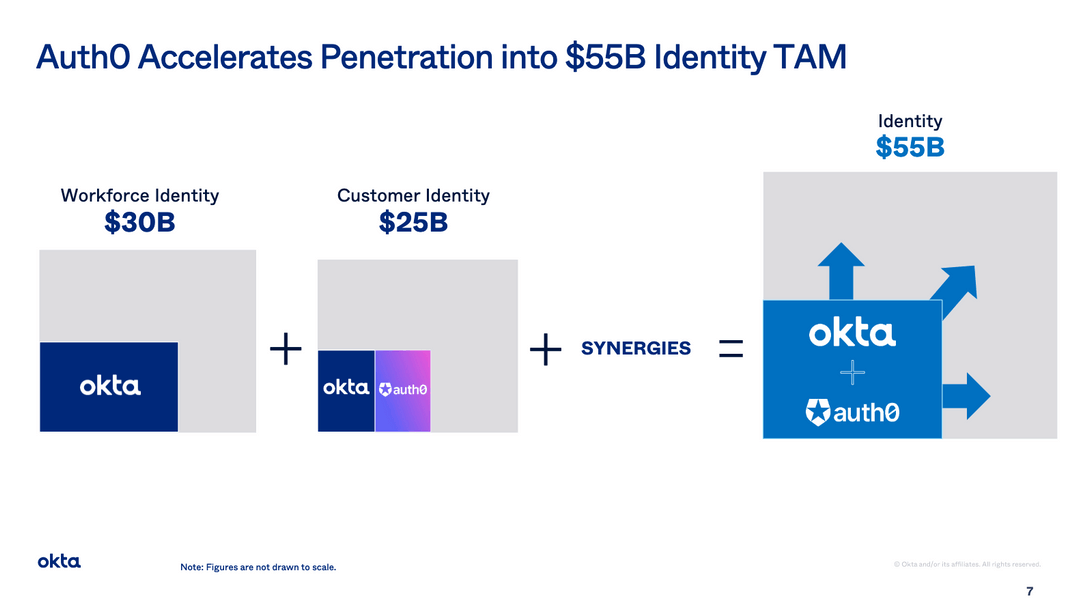 Auth0 Accelerates Penetration into $55B Identity TAM
Identity
$55B
Workforce Identity
$30B
Customer Identity
$25B
okta
+
okta
auth0
+
SYNERGIES
=
okta
+
auth0
okta
Note: Figures are not drawn to scale.
© Okta and/or its affiliates. All rights reserved.
7